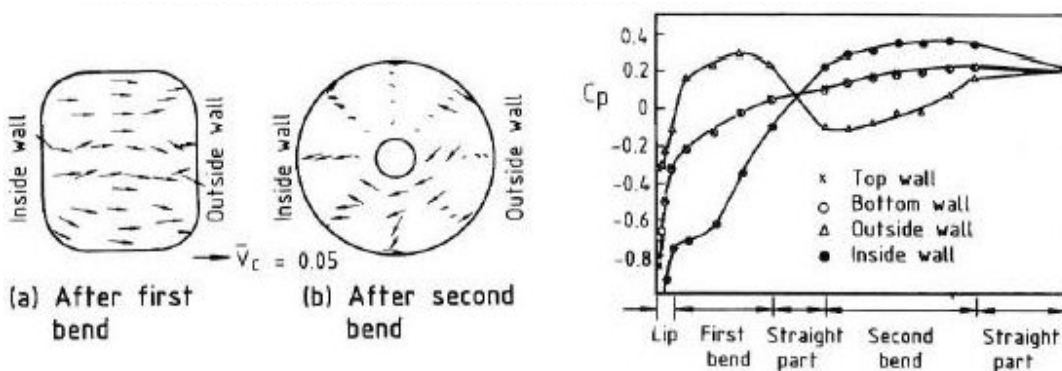 Inside wall
Outside wall
Inside wall
Outside wall
V̄c = 0.05
(a) After first
bend
(b) After second
bend
Cp
0.4
0.2
0
-0.2
-0.4
-0.6
-0.8
× Top wall
○ Bottom wall
△ Outside wall
● Inside wall
Lip
First
bend
Straight
part
Second
bend
Straight
part